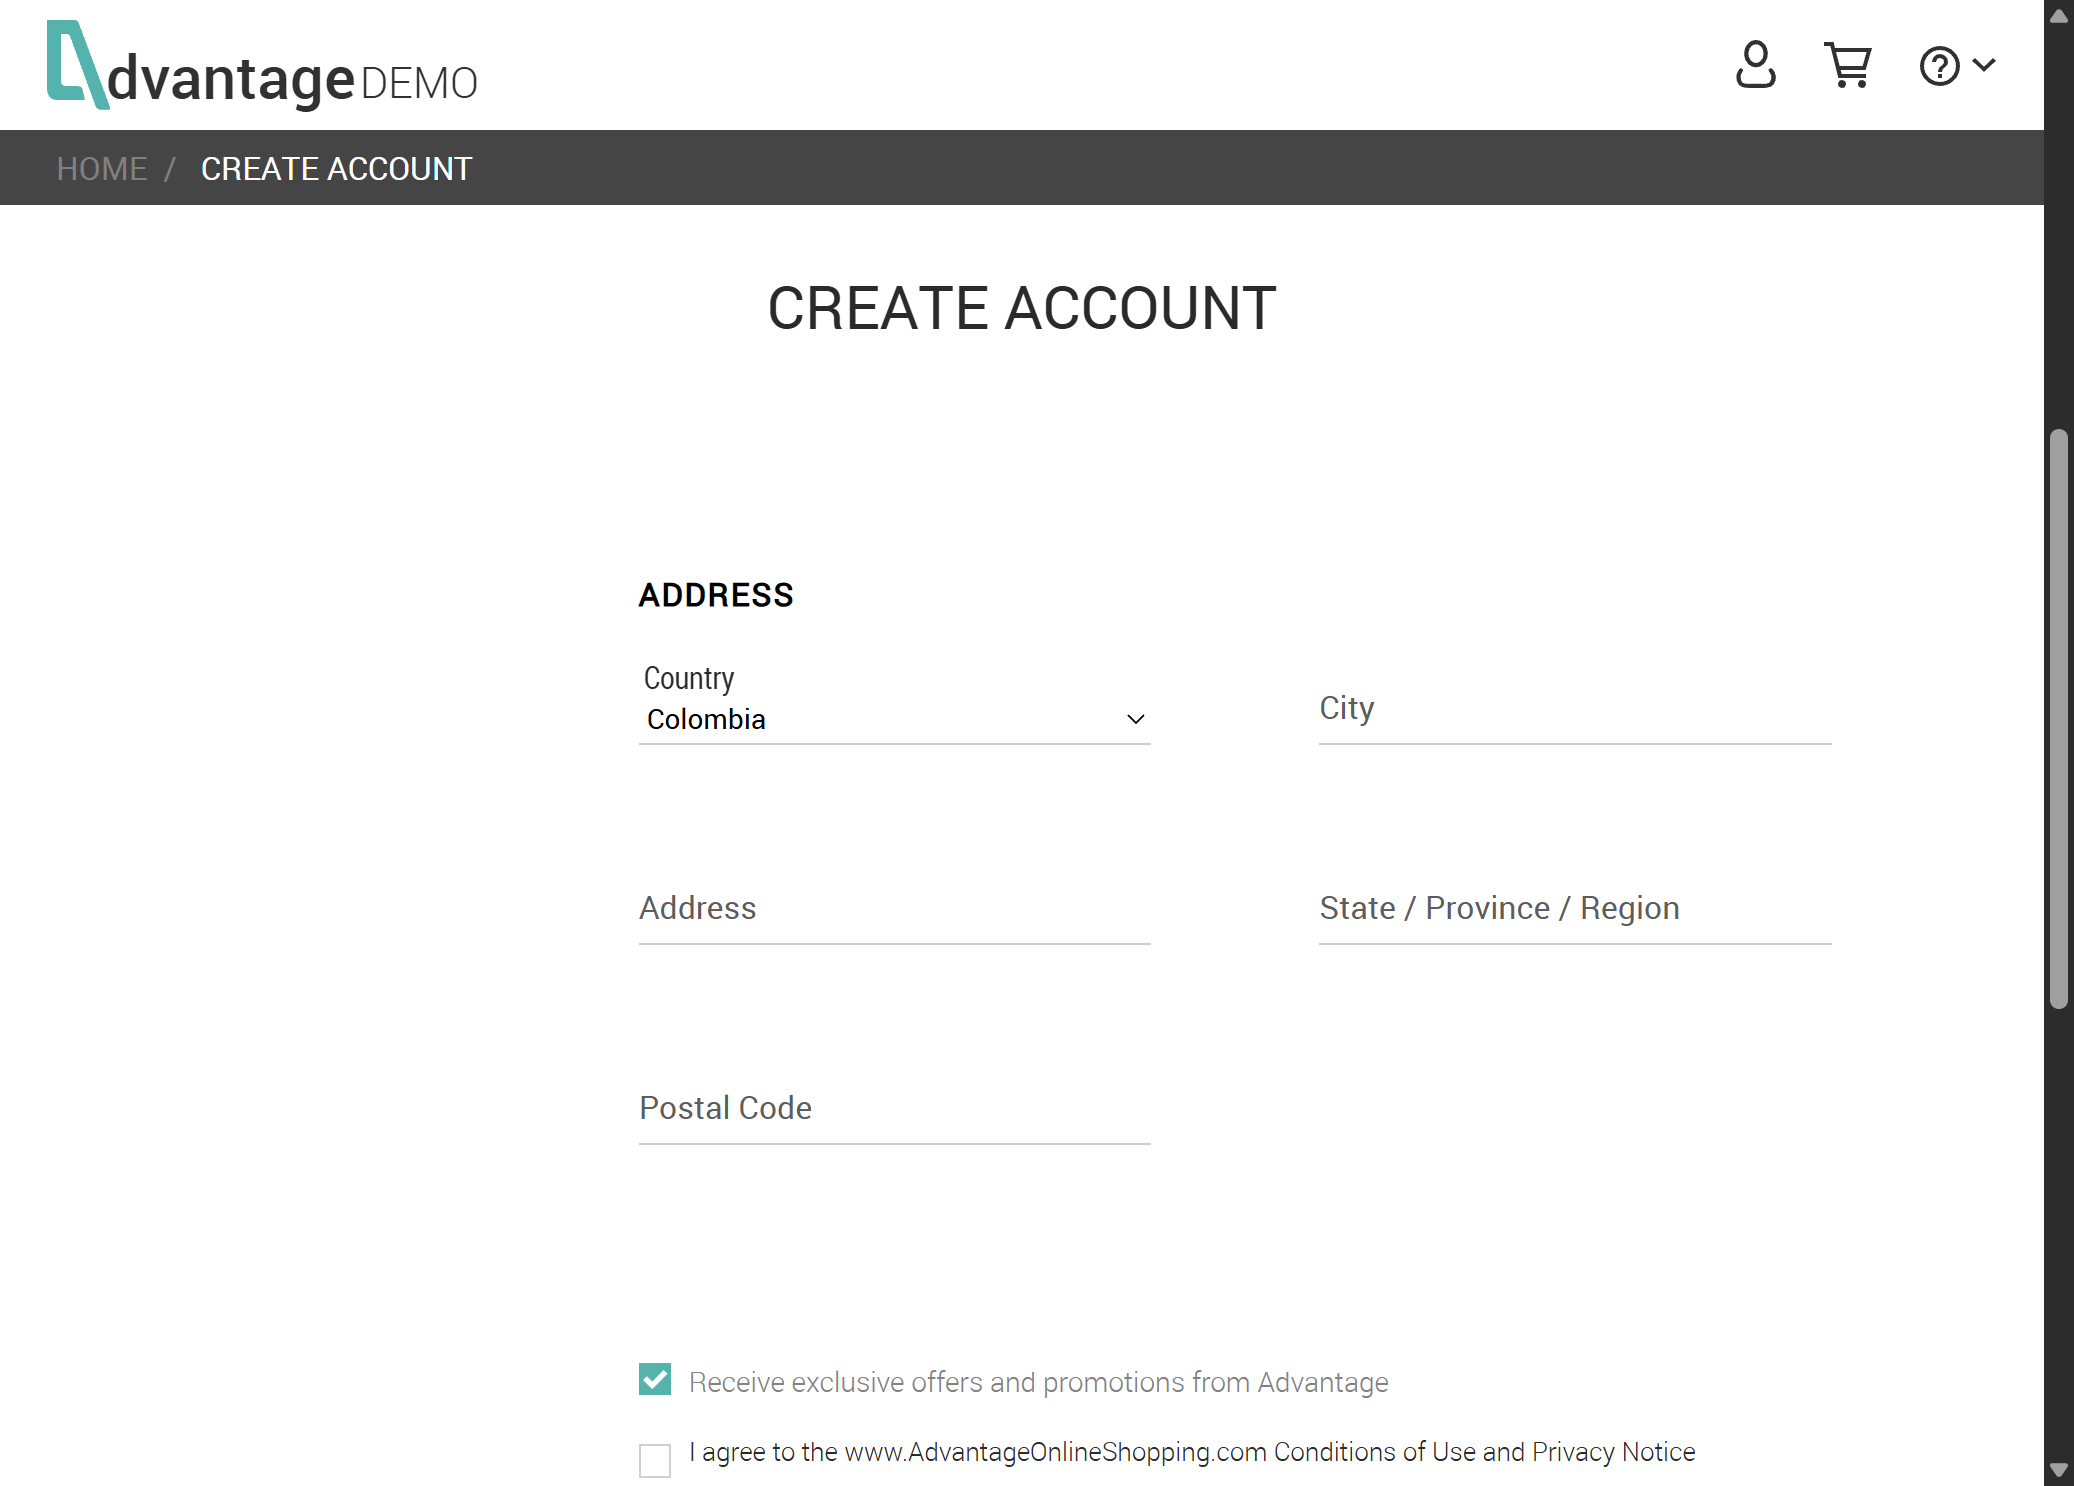 dvantage DEMO
HOME / CREATE ACCOUNT
CREATE ACCOUNT
ADDRESS
Country
Colombia
City
Address
State / Province / Region
Postal Code
Receive exclusive offers and promotions from Advantage
I agree to the www.AdvantageOnlineShopping.com Conditions of Use and Privacy Notice